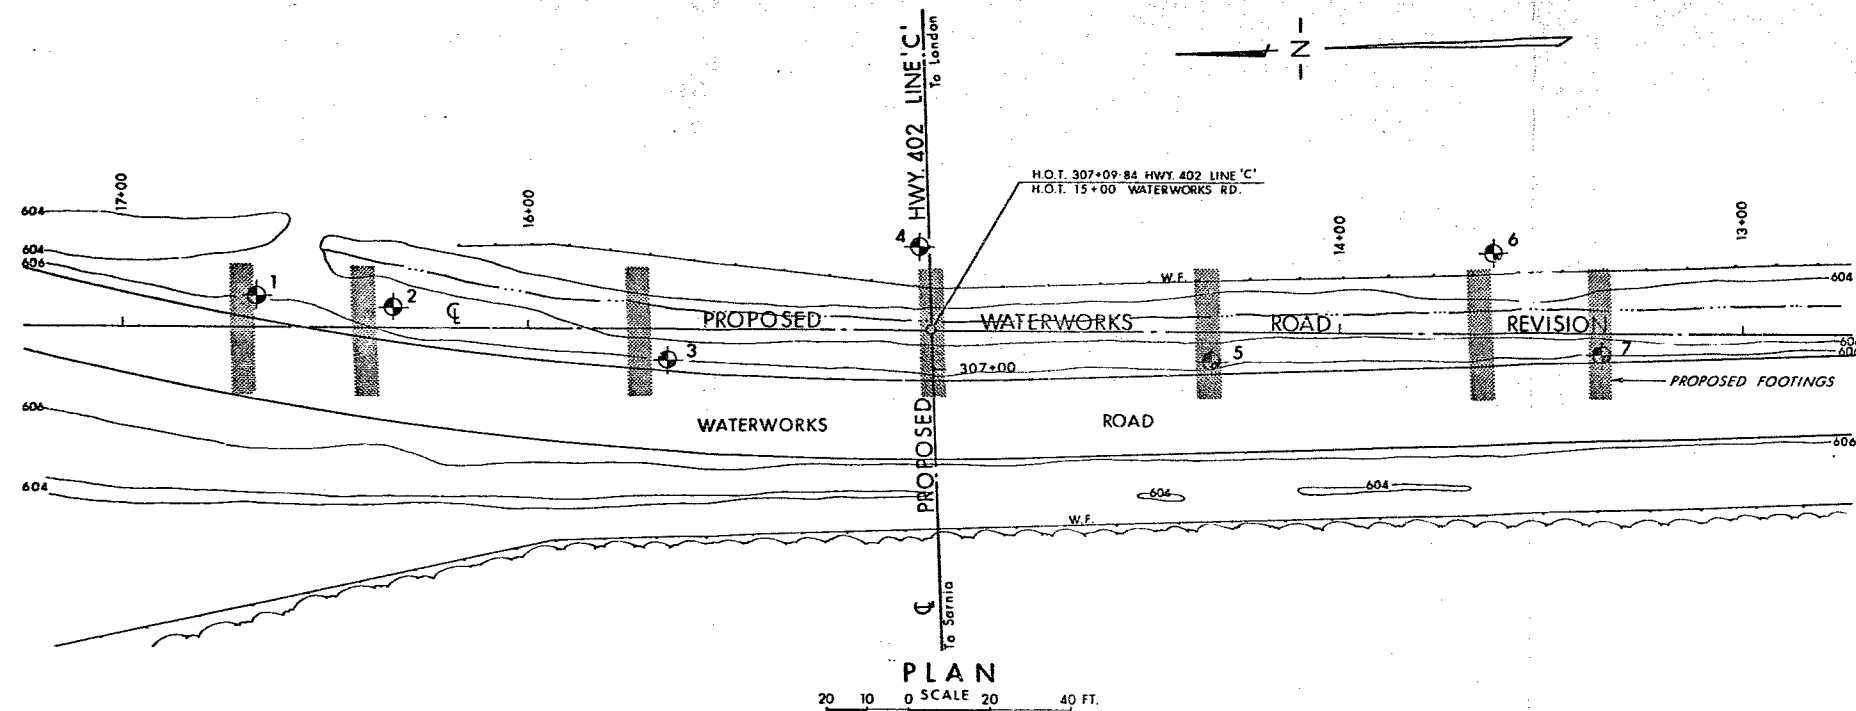 HWY. 402 LINE 'C'
To London
N
H.O.T. 307+09·84 HWY. 402 LINE 'C'
H.O.T. 15+00 WATERWORKS RD.
17+00
16+00
14+00
13+00
604
604
606
1
2
3
4
5
6
7
W.F.
604
℄
PROPOSED WATERWORKS ROAD REVISION
307+00
606
PROPOSED FOOTINGS
606
WATERWORKS ROAD
606
604
604
604
W.F.
PROPOSED
℄
To Sarnia
PLAN
20 10 0 SCALE 20 40 FT.